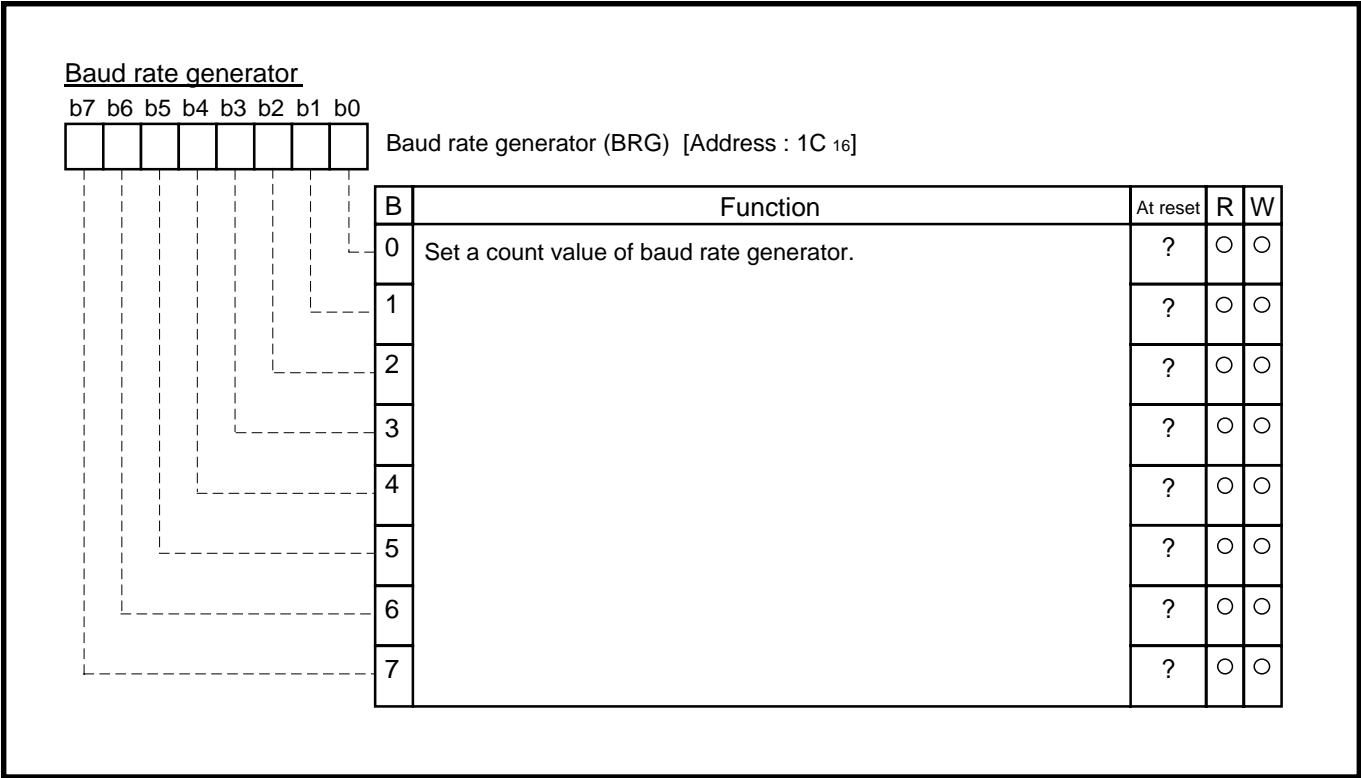 Baud rate generator
b7 b6 b5 b4 b3 b2 b1 b0
Baud rate generator (BRG) [Address : 1C 16]
B Function At reset R W
0 Set a count value of baud rate generator. ? ○ ○
1 ? ○ ○
2 ? ○ ○
3 ? ○ ○
4 ? ○ ○
5 ? ○ ○
6 ? ○ ○
7 ? ○ ○